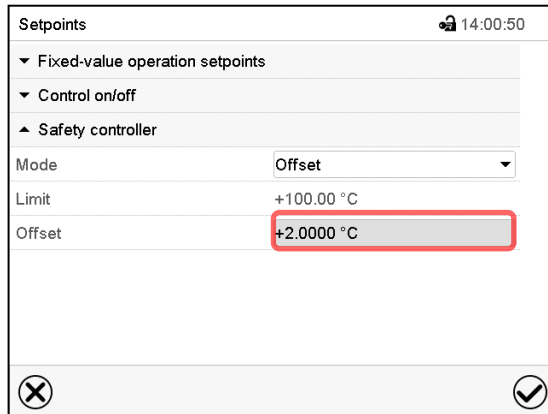 Setpoints 14:00:50
Fixed-value operation setpoints
Control on/off
Safety controller
Mode Offset
Limit +100.00 °C
Offset +2.0000 °C